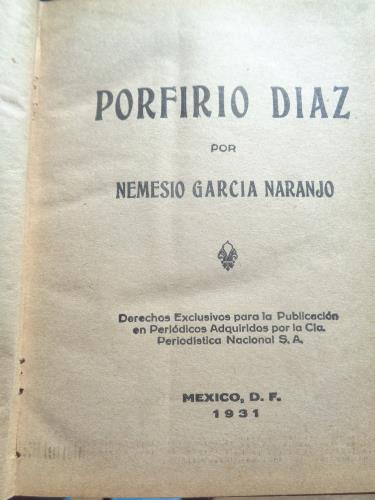 PORFIRIO DIAZ
POR
NEMESIO GARCIA NARANJO
Derechos Exclusivos para la Publicación
en Periódicos Adquiridos por la Cia.
Periodística Nacional S. A.
MEXICO, D. F.
1931